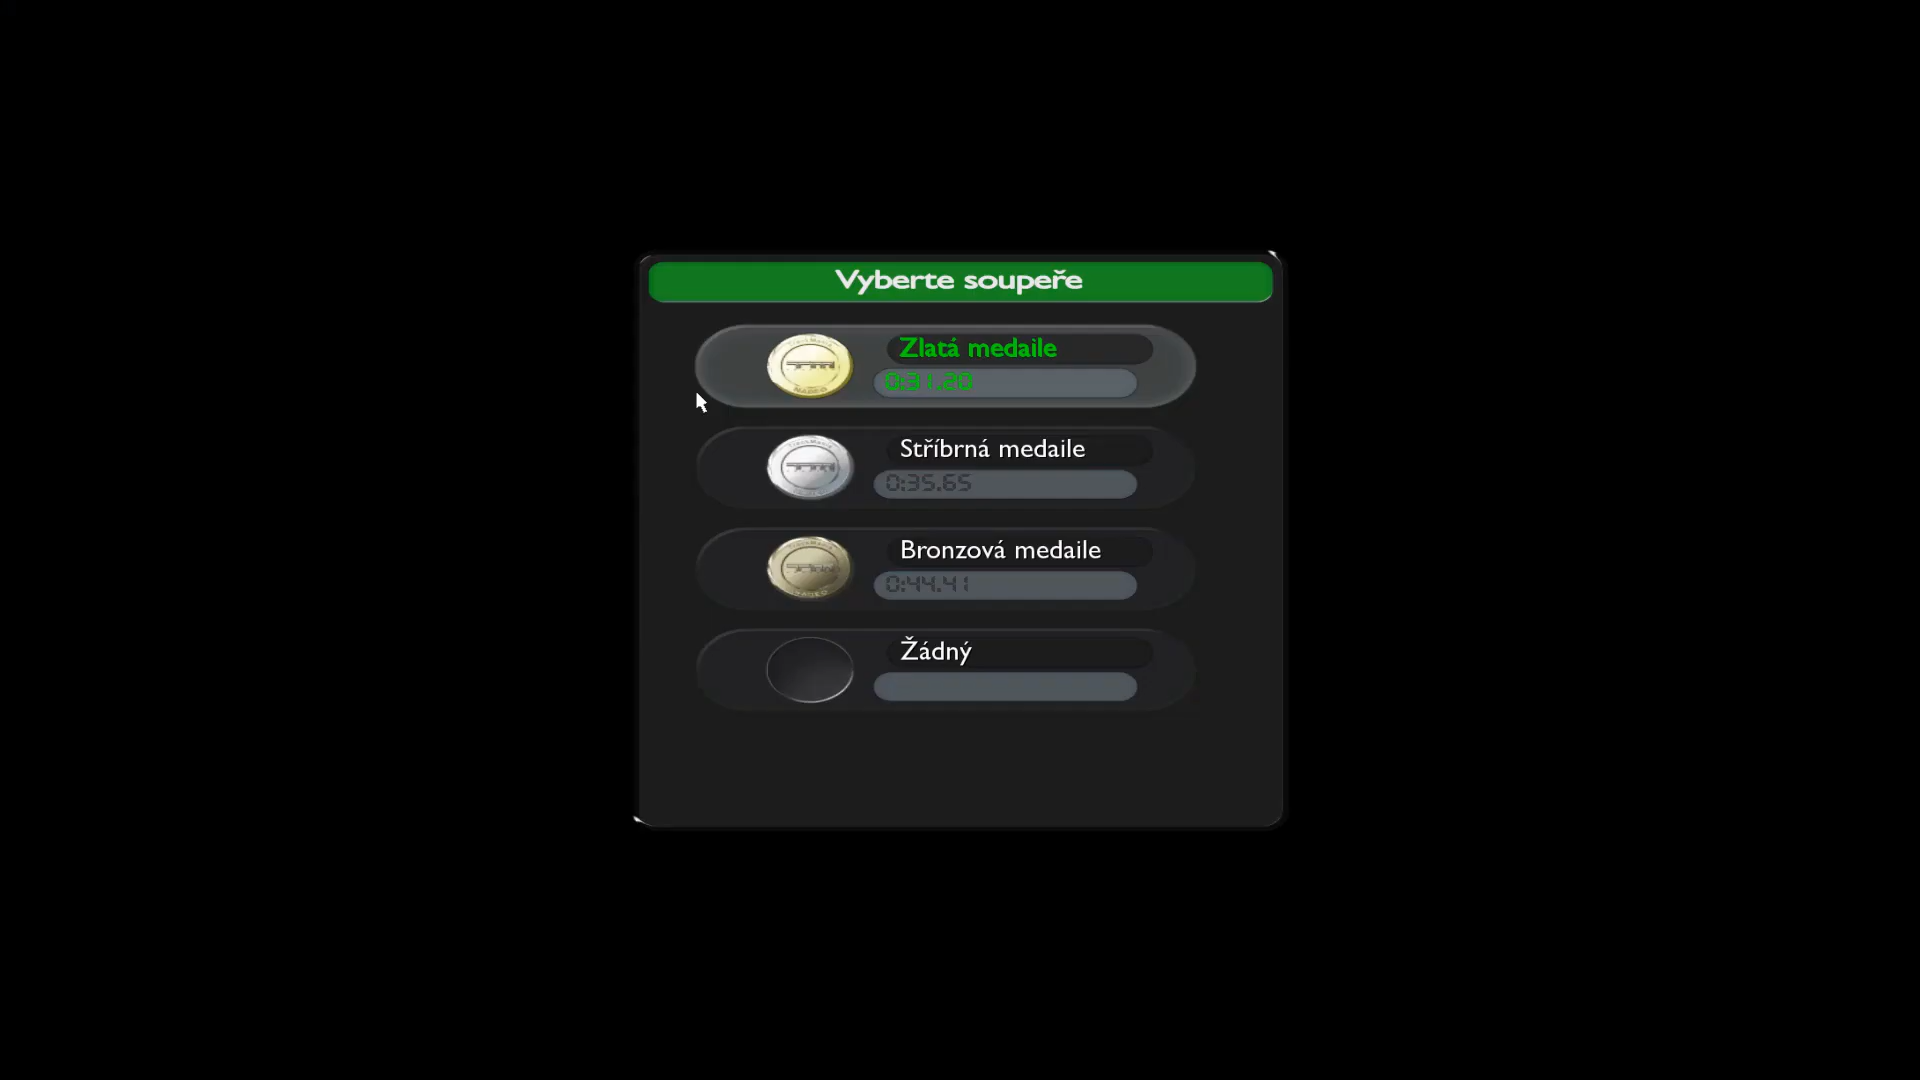 Vyberte soupeře
Zlatá medaile
0:31.20
Stříbrná medaile
0:35.65
Bronzová medaile
0:44.41
Žádný